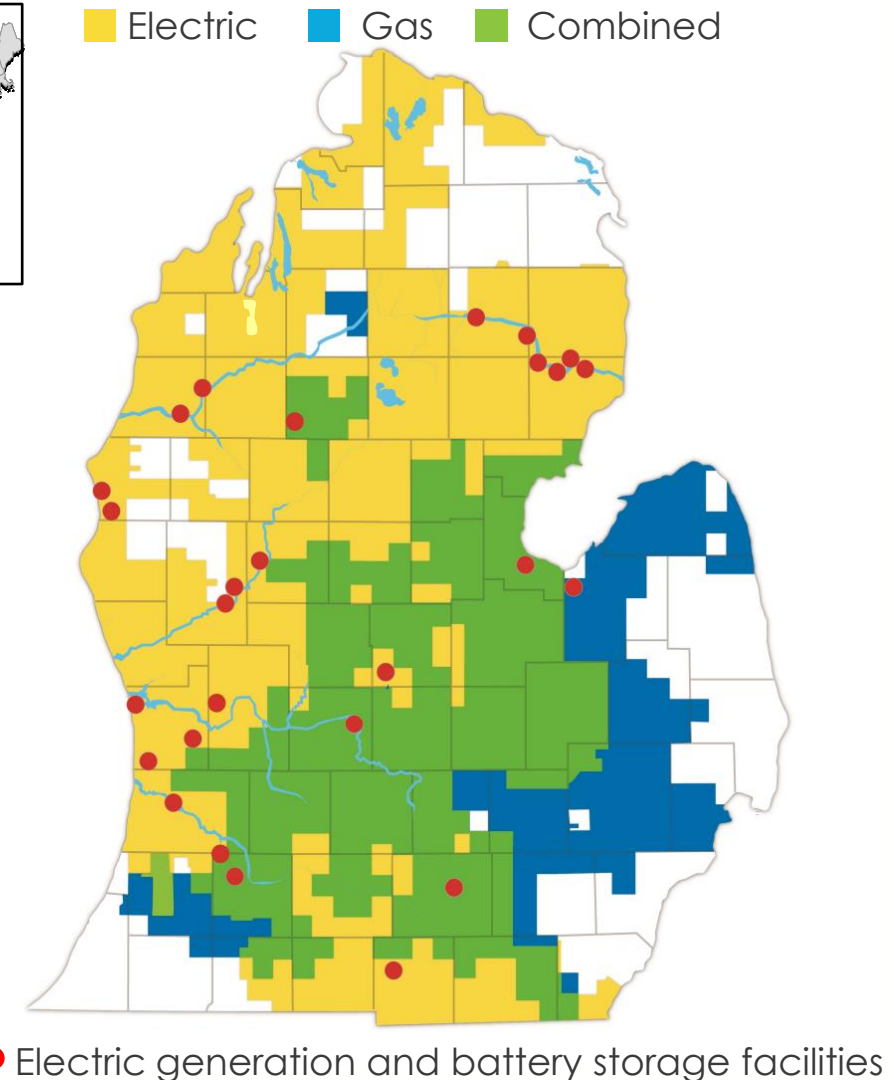 Electric Gas Combined
Electric generation and battery storage facilities